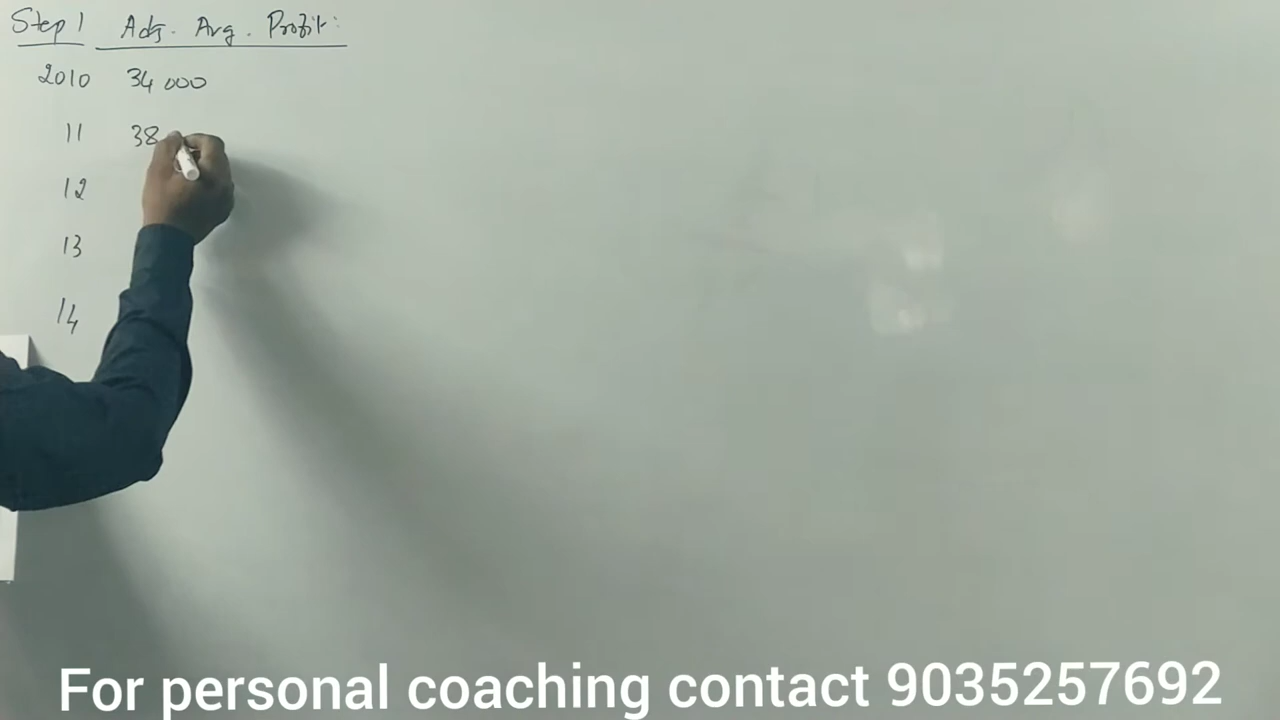 Step 1 Adj. Avg. Profit:
2010 34 000
11 38
12
13
14
For personal coaching contact 9035257692